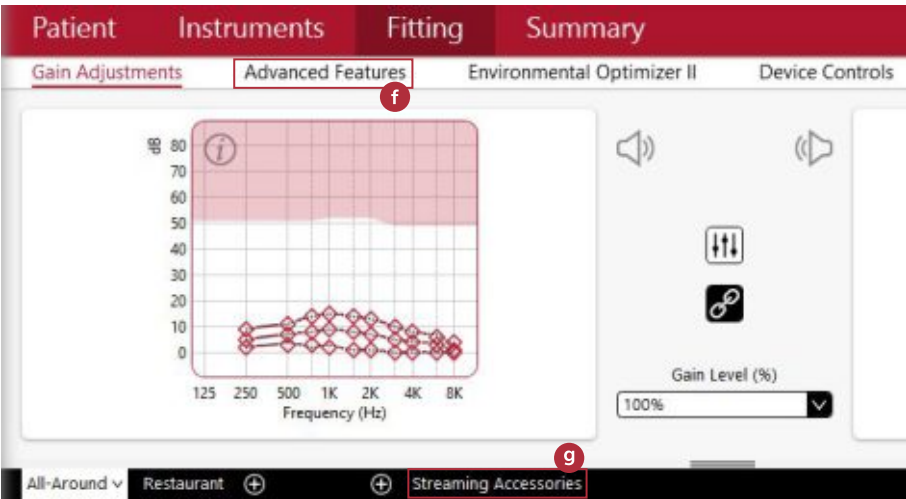 Patient Instruments Fitting Summary
Gain Adjustments Advanced Features Environmental Optimizer II Device Controls
f
dB
80
70
60
50
40
30
20
10
0
i
125 250 500 1K 2K 4K 8K
Frequency (Hz)
Gain Level (%)
100%
g
All-Around Restaurant Streaming Accessories